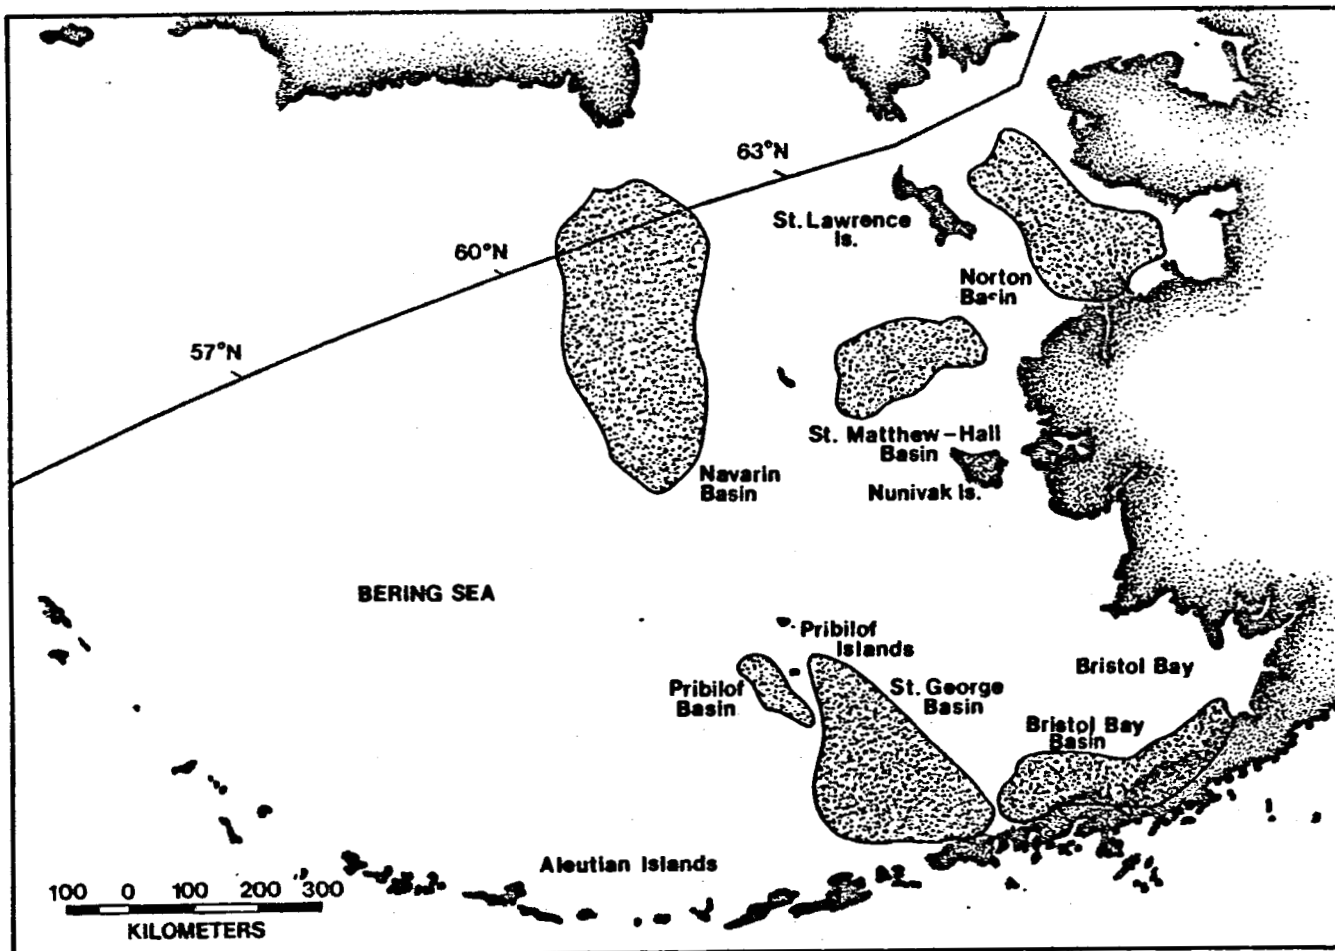 63°N
St. Lawrence
Is.
60°N
Norton
Basin
57°N
St. Matthew-Hall
Basin
Navarin
Basin
Nunivak Is.
BERING SEA
Pribilof
Islands
Bristol Bay
Pribilof
Basin
St. George
Basin
Bristol Bay
Basin
Aleutian Islands
100 0 100 200 300
KILOMETERS